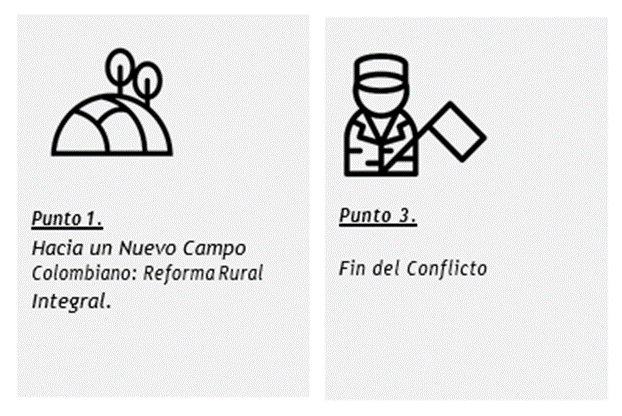 Punto 1.
Hacia un Nuevo Campo
Colombiano: Reforma Rural
Integral.
Punto 3.
Fin del Conflicto